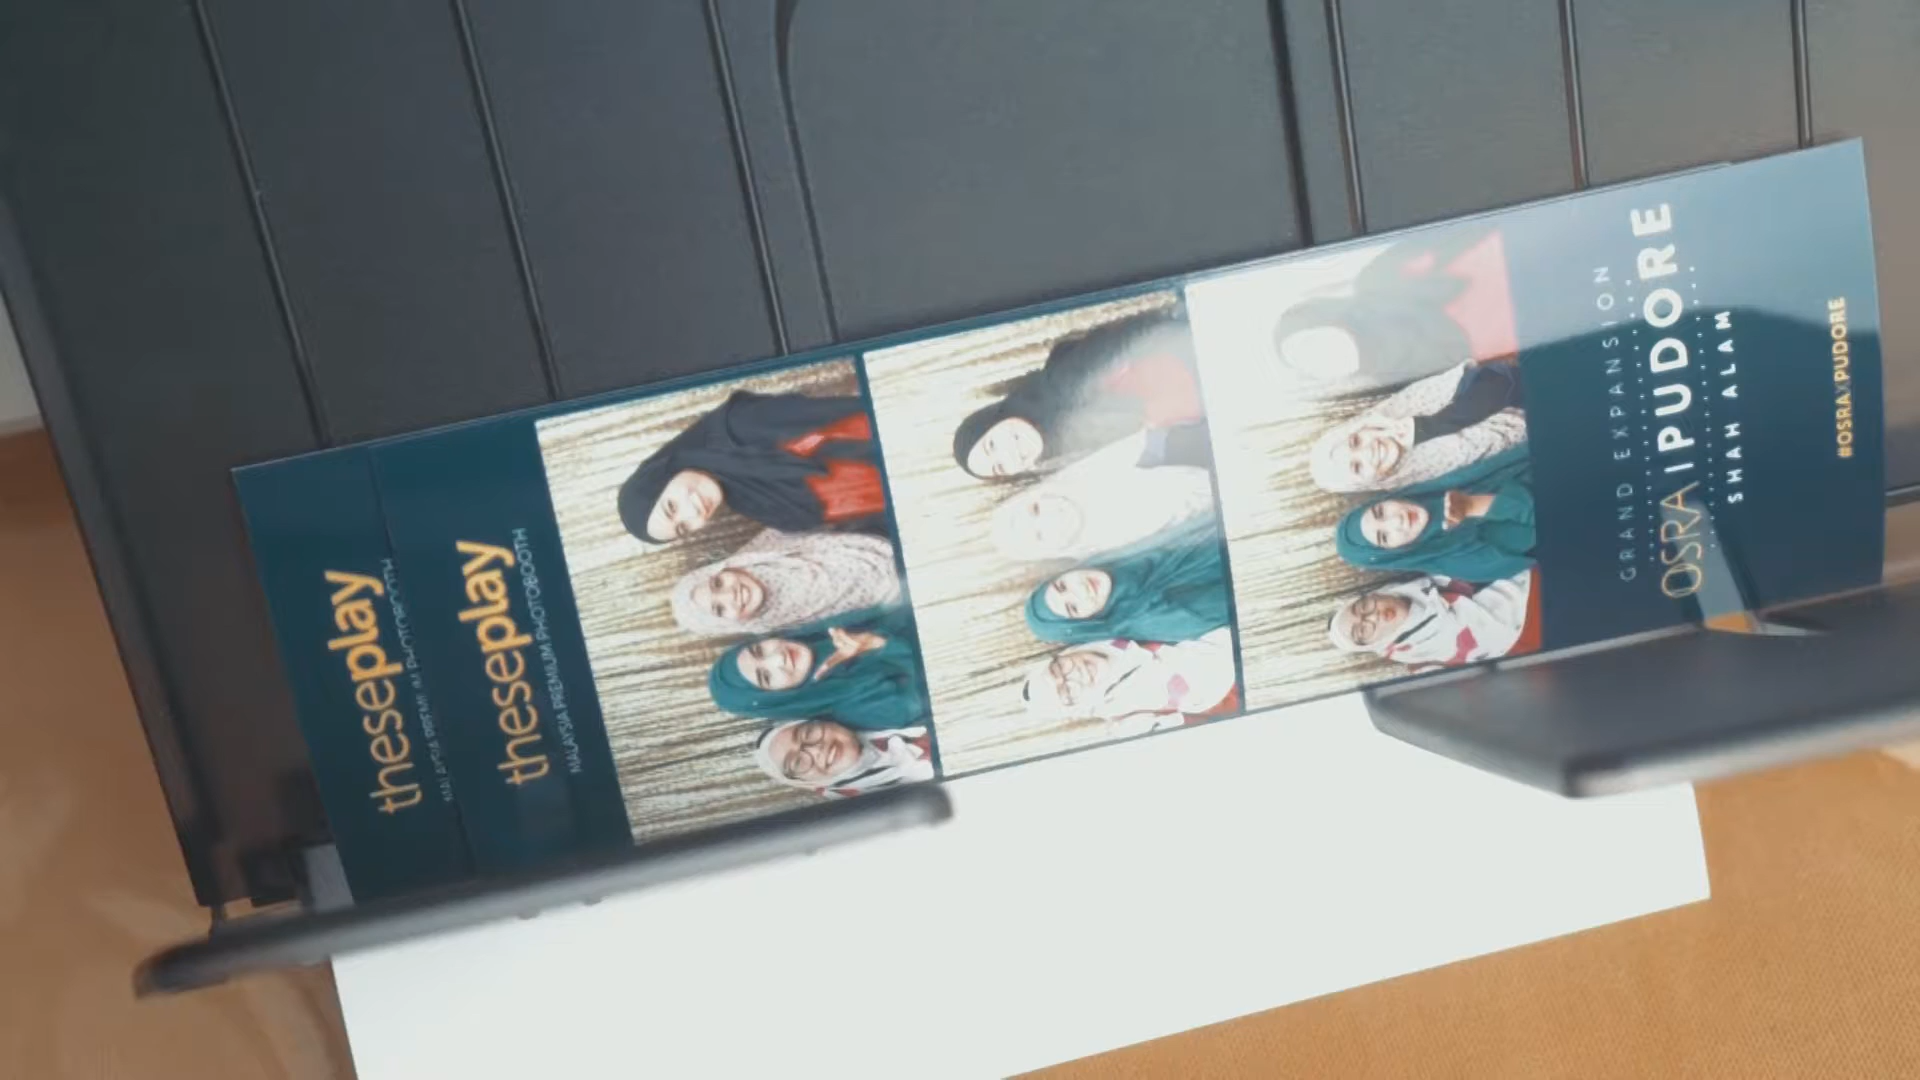 theseplay
MALAYSIA PREMIUM PHOTOBOOTH
theseplay
MALAYSIA PREMIUM PHOTOBOOTH
GRAND EXPANSION
OSRA | PUDORE
SHAH ALAM
#OSRAXPUDORE